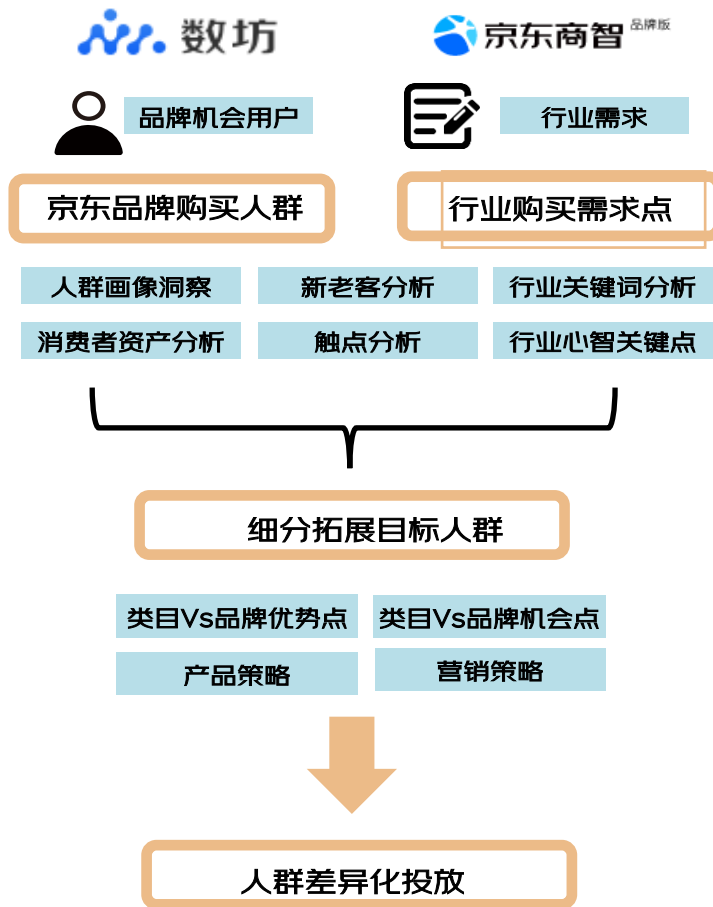 数坊
京东商智 品牌版
品牌机会用户
行业需求
京东品牌购买人群
行业购买需求点
人群画像洞察
新老客分析
行业关键词分析
消费者资产分析
触点分析
行业心智关键点
细分拓展目标人群
类目Vs品牌优势点
类目Vs品牌机会点
产品策略
营销策略
人群差异化投放